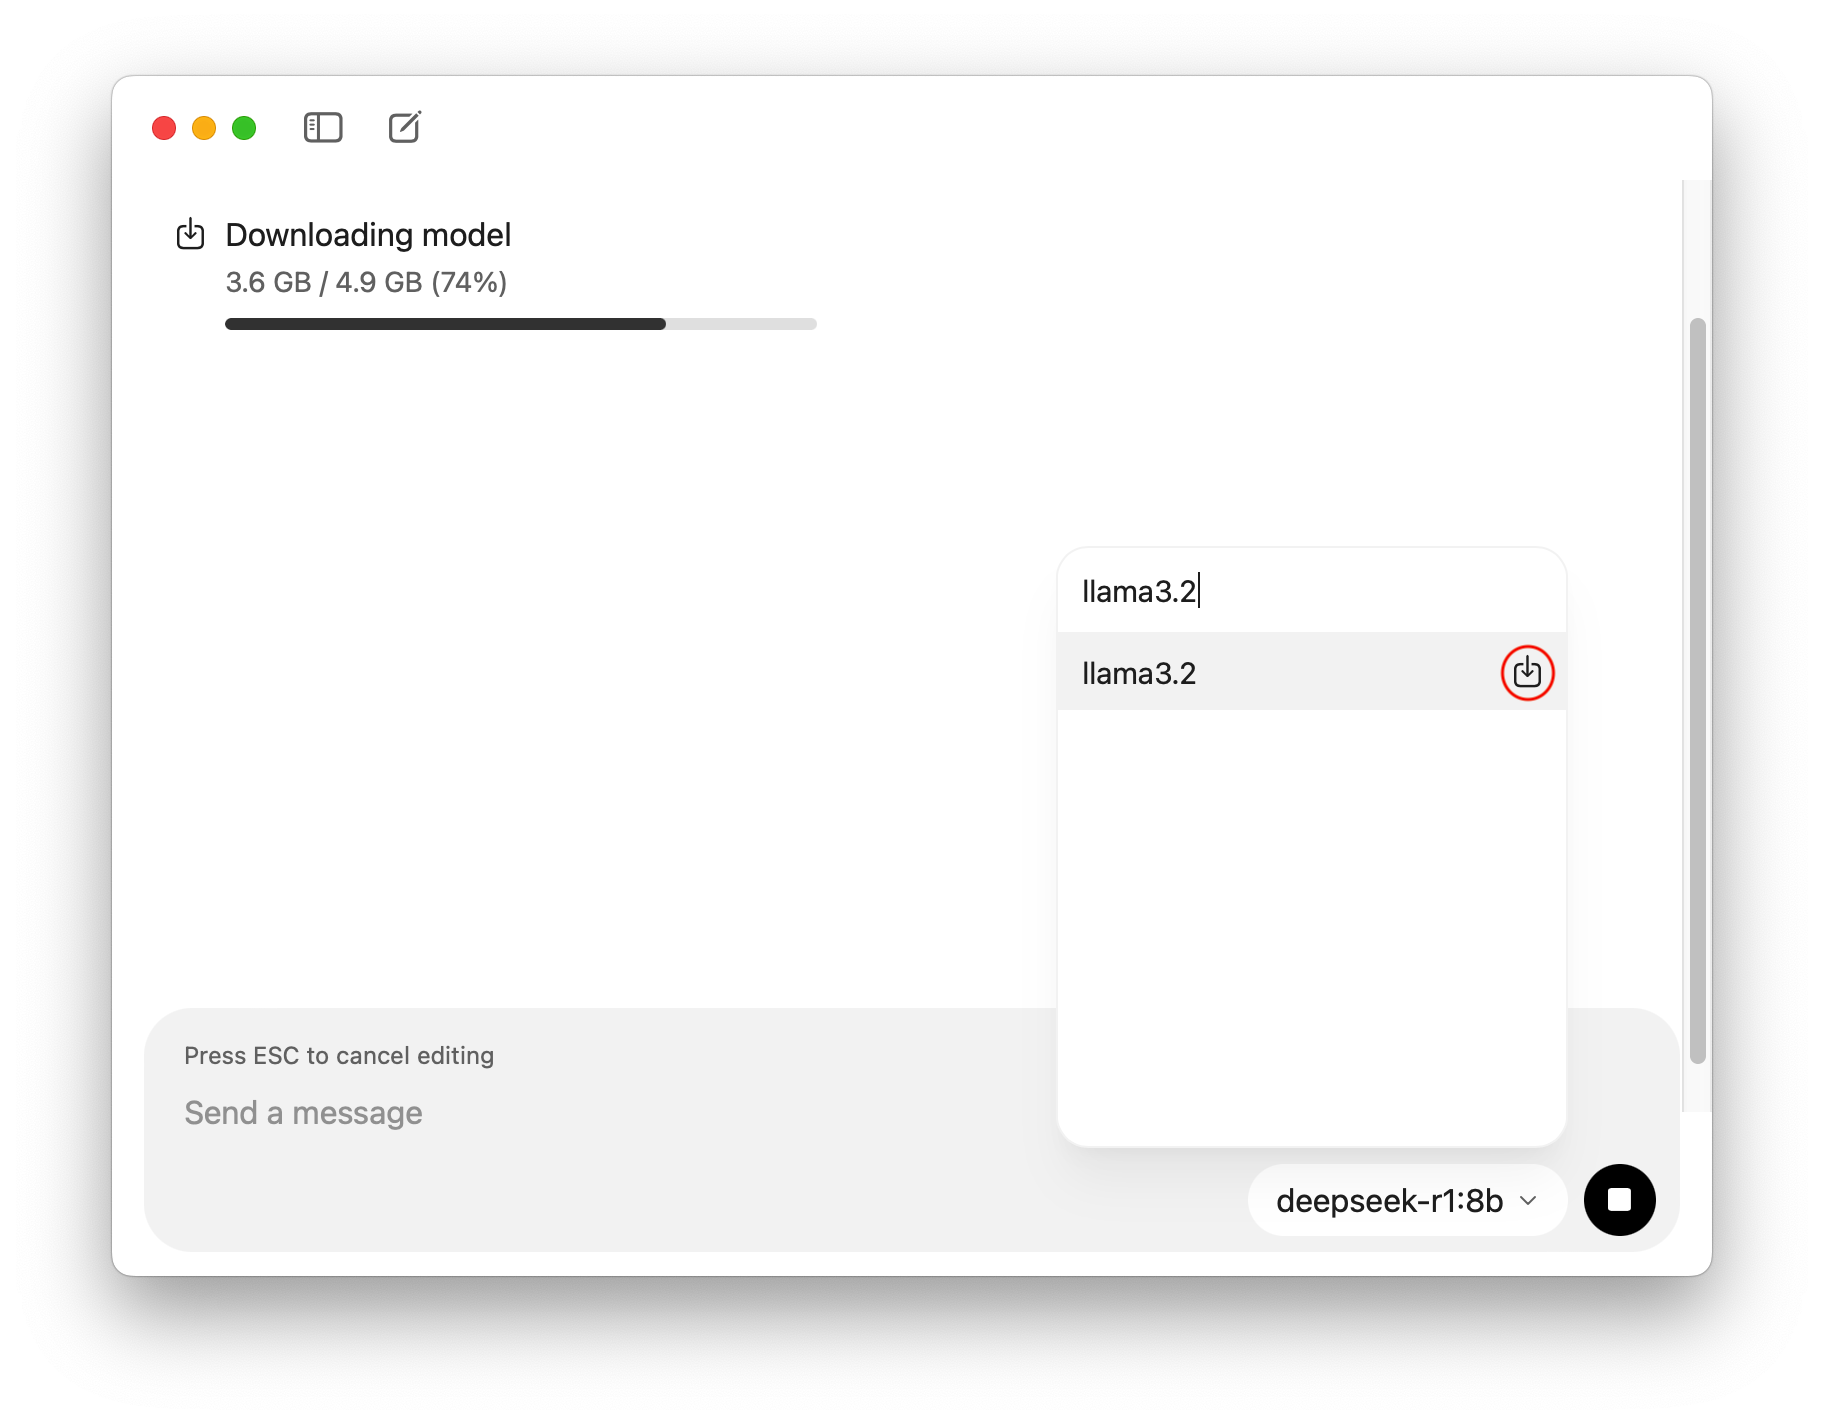 Downloading model
3.6 GB / 4.9 GB (74%)
llama3.2
llama3.2
Press ESC to cancel editing
Send a message
deepseek-r1:8b